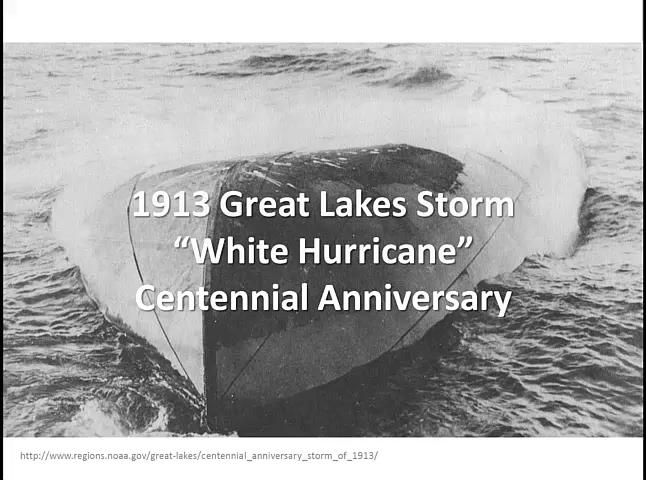 1913 Great Lakes Storm
“White Hurricane”
Centennial Anniversary
http://www.regions.noaa.gov/great-lakes/centennial_anniversary_storm_of_1913/